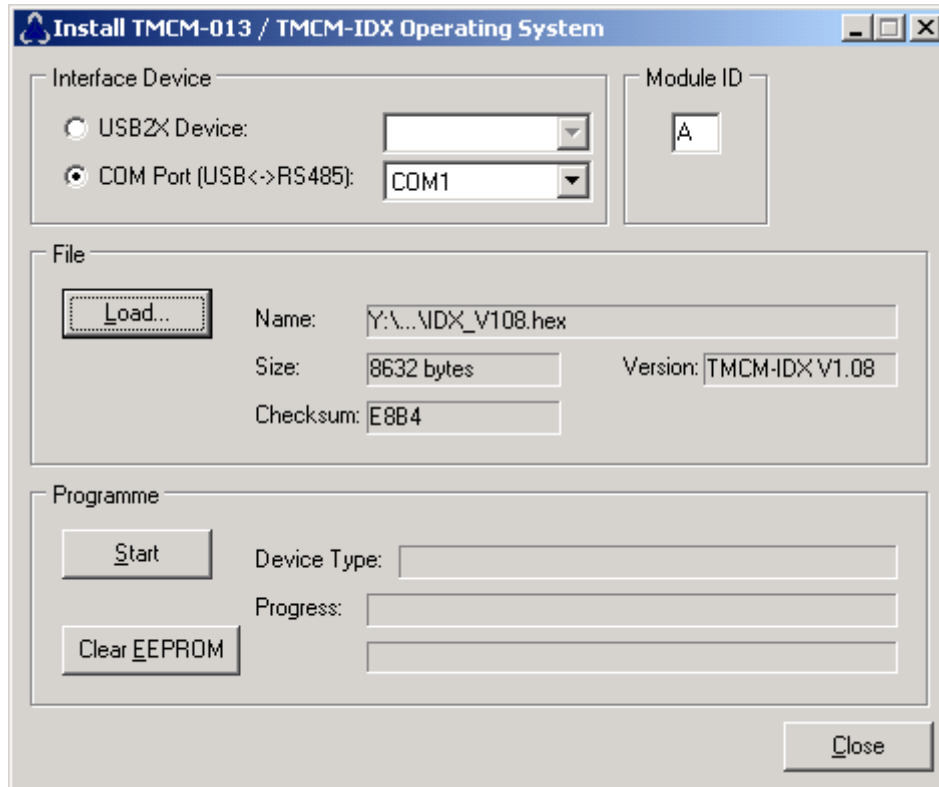 Install TMCM-013 / TMCM-IDX Operating System
Interface Device
Module ID
USB2X Device:
A
COM Port (USB<->RS485): COM1
File
Load...
Name: Y:\...\IDX_V108.hex
Size: 8632 bytes Version: TMCM-IDX V1.08
Checksum: E8B4
Programme
Start
Device Type:
Progress:
Clear EEPROM
Close